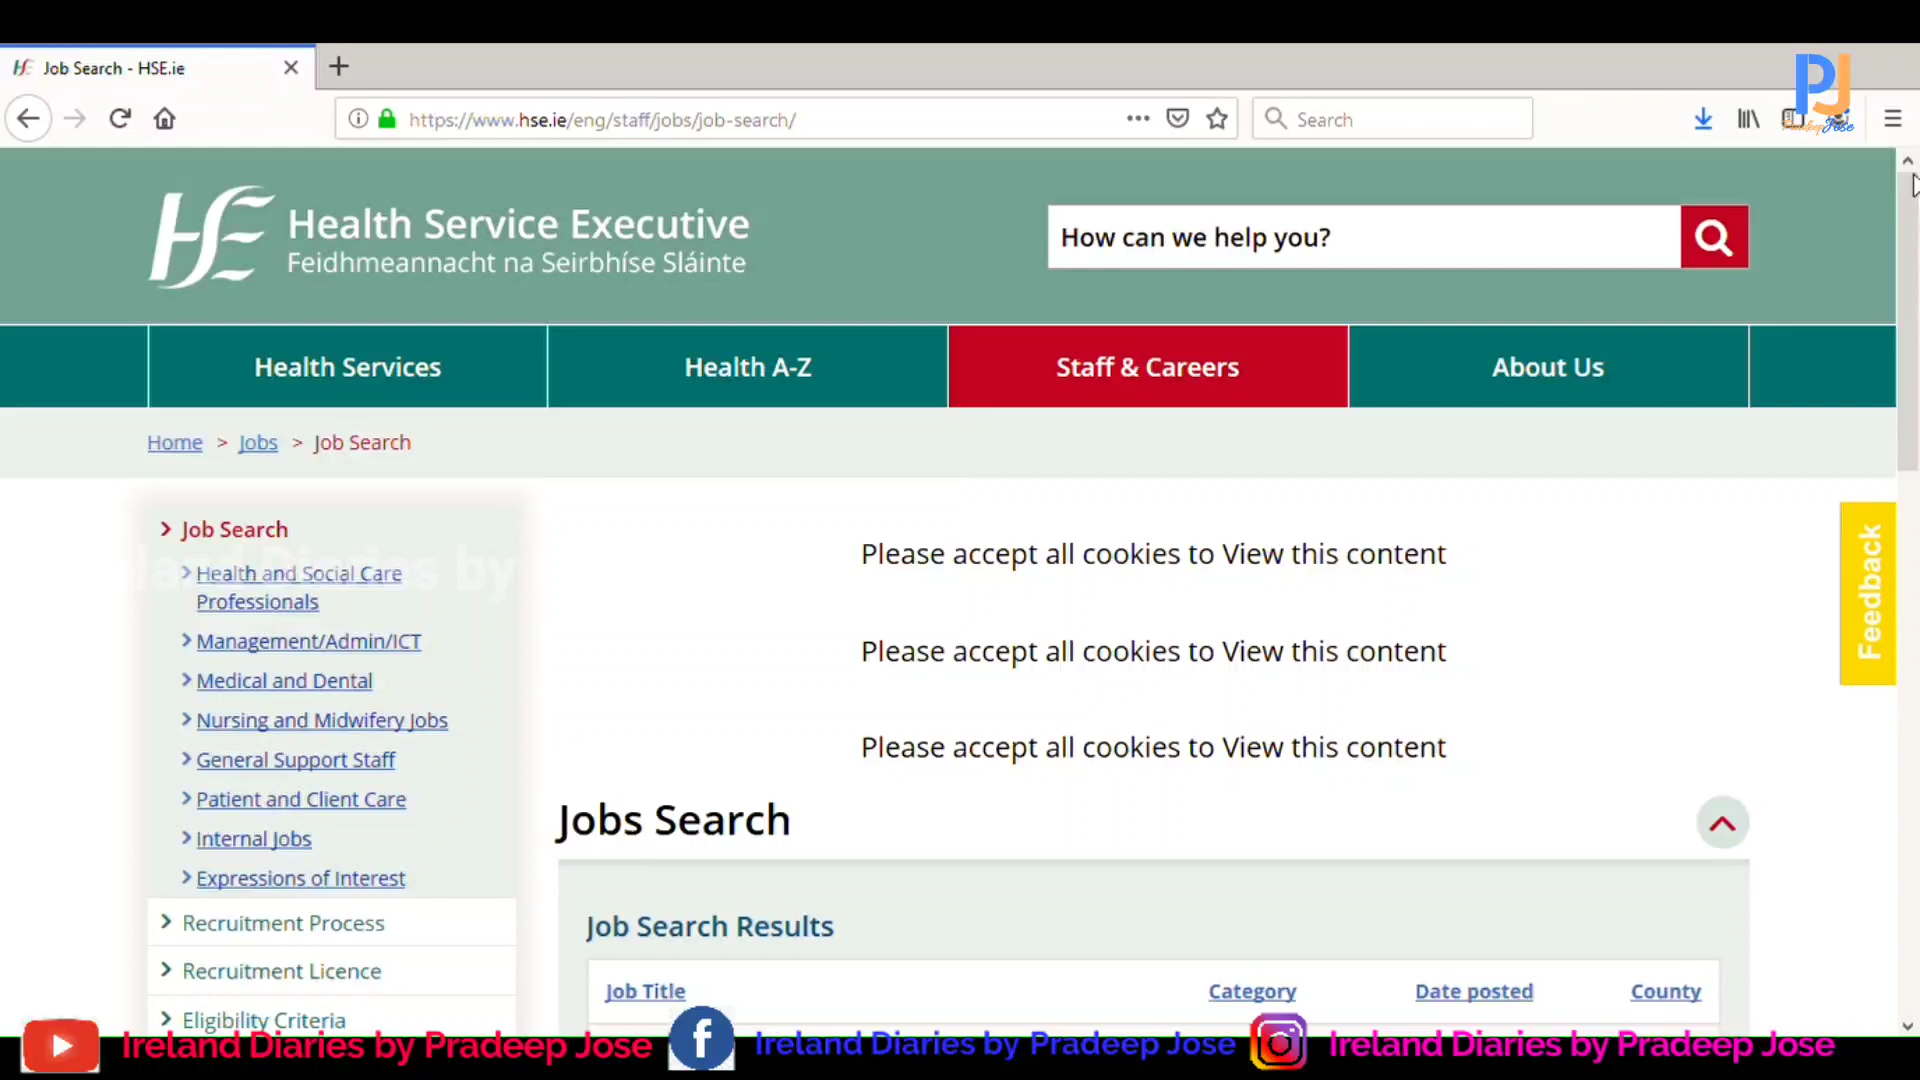 Job Search - HSE.ie
https://www.hse.ie/eng/staff/jobs/job-search/
Search
PJ
Pradeep Jose
HSE
Health Service Executive
Feidhmeannacht na Seirbhíse Sláinte
How can we help you?
Health Services
Health A-Z
Staff & Careers
About Us
Home > Jobs > Job Search
Job Search
Health and Social Care
Professionals
Management/Admin/ICT
Medical and Dental
Nursing and Midwifery Jobs
General Support Staff
Patient and Client Care
Internal Jobs
Expressions of Interest
Recruitment Process
Recruitment Licence
Eligibility Criteria
Please accept all cookies to View this content
Please accept all cookies to View this content
Please accept all cookies to View this content
Jobs Search
Job Search Results
Job Title
Category
Date posted
County
Feedback
Ireland Diaries by Pradeep Jose
Ireland Diaries by Pradeep Jose
Ireland Diaries by Pradeep Jose